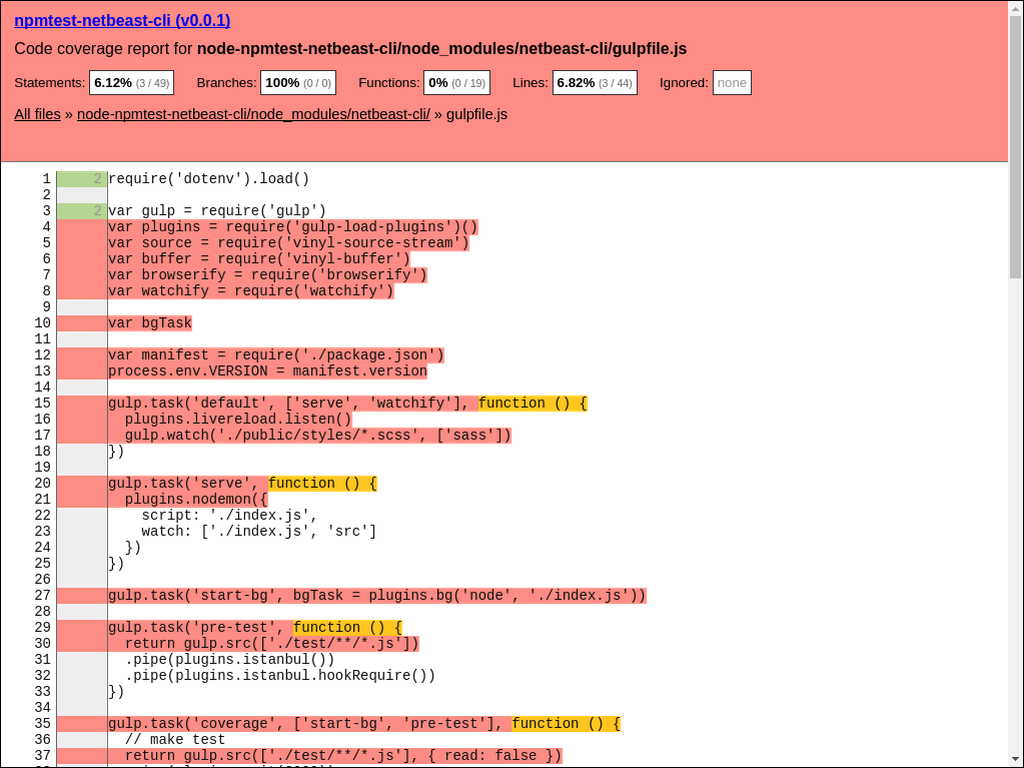 npmtest-netbeast-cli (v0.0.1)
Code coverage report for node-npmtest-netbeast-cli/node_modules/netbeast-cli/gulpfile.js
Statements: 6.12% (3 / 49) Branches: 100% (0 / 0) Functions: 0% (0 / 19) Lines: 6.82% (3 / 44) Ignored: none
All files » node-npmtest-netbeast-cli/node_modules/netbeast-cli/ » gulpfile.js
1 2 require('dotenv').load()
2
3 2 var gulp = require('gulp')
4 var plugins = require('gulp-load-plugins')()
5 var source = require('vinyl-source-stream')
6 var buffer = require('vinyl-buffer')
7 var browserify = require('browserify')
8 var watchify = require('watchify')
9
10 var bgTask
11
12 var manifest = require('./package.json')
13 process.env.VERSION = manifest.version
14
15 gulp.task('default', ['serve', 'watchify'], function () {
16   plugins.livereload.listen()
17   gulp.watch('./public/styles/*.scss', ['sass'])
18 })
19
20 gulp.task('serve', function () {
21   plugins.nodemon({
22     script: './index.js',
23     watch: ['./index.js', 'src']
24   })
25 })
26
27 gulp.task('start-bg', bgTask = plugins.bg('node', './index.js'))
28
29 gulp.task('pre-test', function () {
30   return gulp.src(['./test/**/*.js'])
31   .pipe(plugins.istanbul())
32   .pipe(plugins.istanbul.hookRequire())
33 })
34
35 gulp.task('coverage', ['start-bg', 'pre-test'], function () {
36   // make test
37   return gulp.src(['./test/**/*.js'], { read: false })